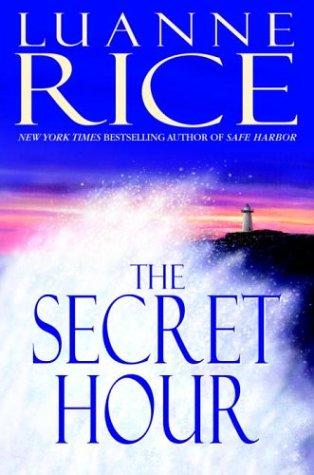 LUANNE
RICE
NEW YORK TIMES BESTSELLING AUTHOR OF SAFE HARBOR
THE
SECRET
HOUR